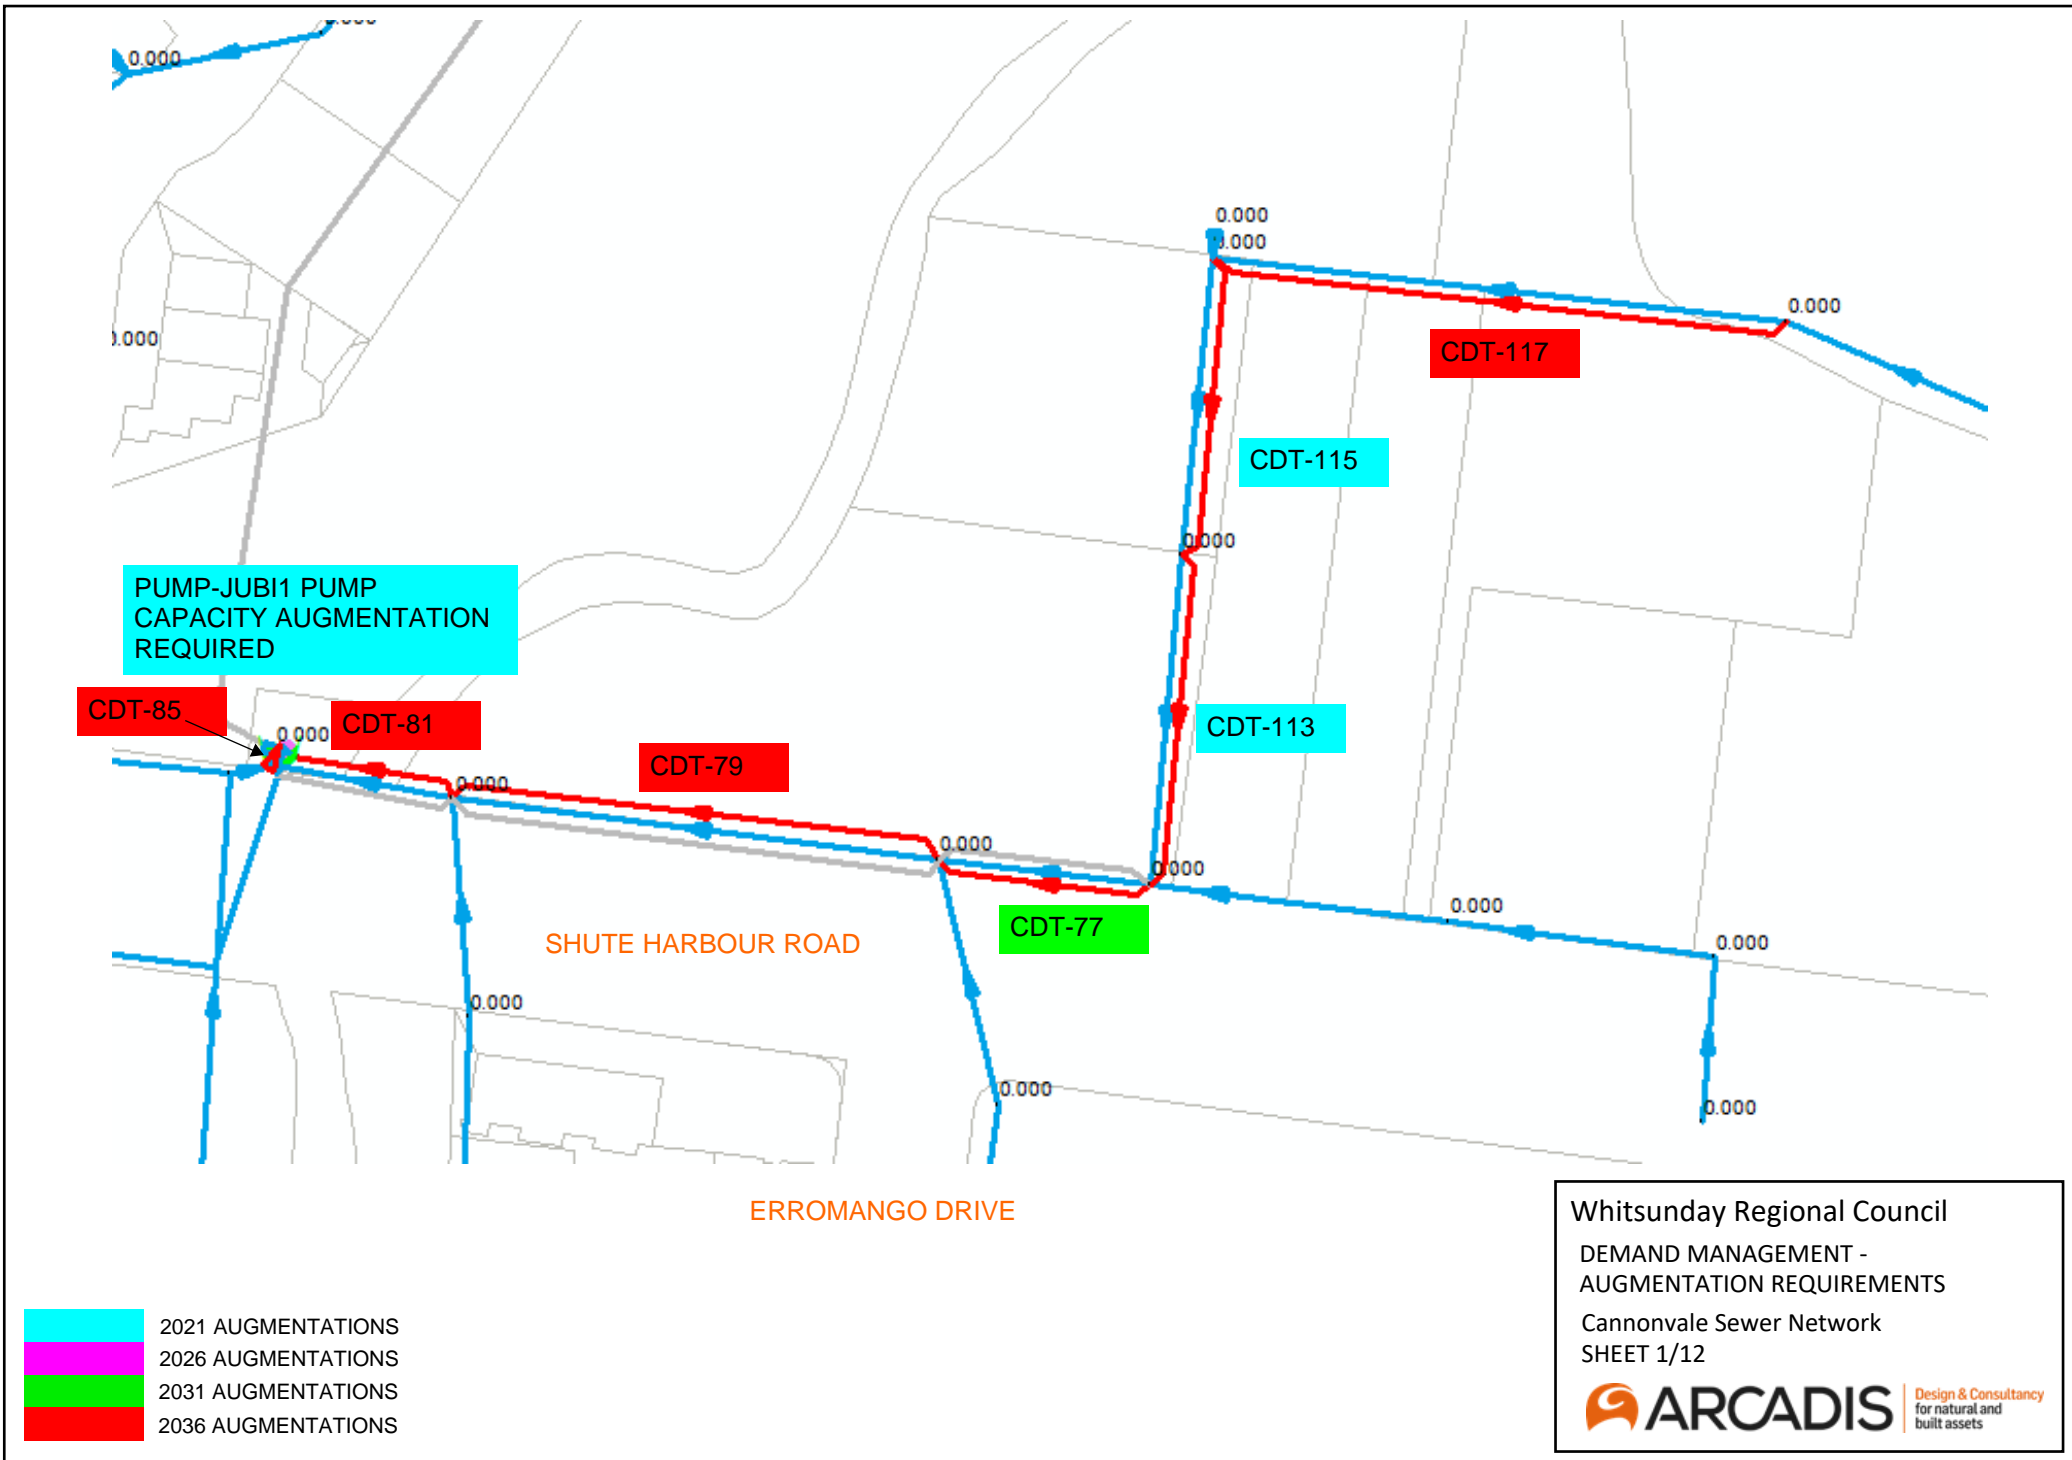 0.000
0.000
0.000
0.000
0.000
0.000
CDT-117
CDT-115
0.000
PUMP-JUBI1 PUMP
CAPACITY AUGMENTATION
REQUIRED
CDT-85
CDT-81
0.000
CDT-79
CDT-113
0.000
0.000
0.000
CDT-77
0.000
0.000
SHUTE HARBOUR ROAD
0.000
0.000
0.000
ERROMANGO DRIVE
2021 AUGMENTATIONS
2026 AUGMENTATIONS
2031 AUGMENTATIONS
2036 AUGMENTATIONS
Whitsunday Regional Council
DEMAND MANAGEMENT -
AUGMENTATION REQUIREMENTS
Cannonvale Sewer Network
SHEET 1/12
ARCADIS
Design & Consultancy
for natural and
built assets